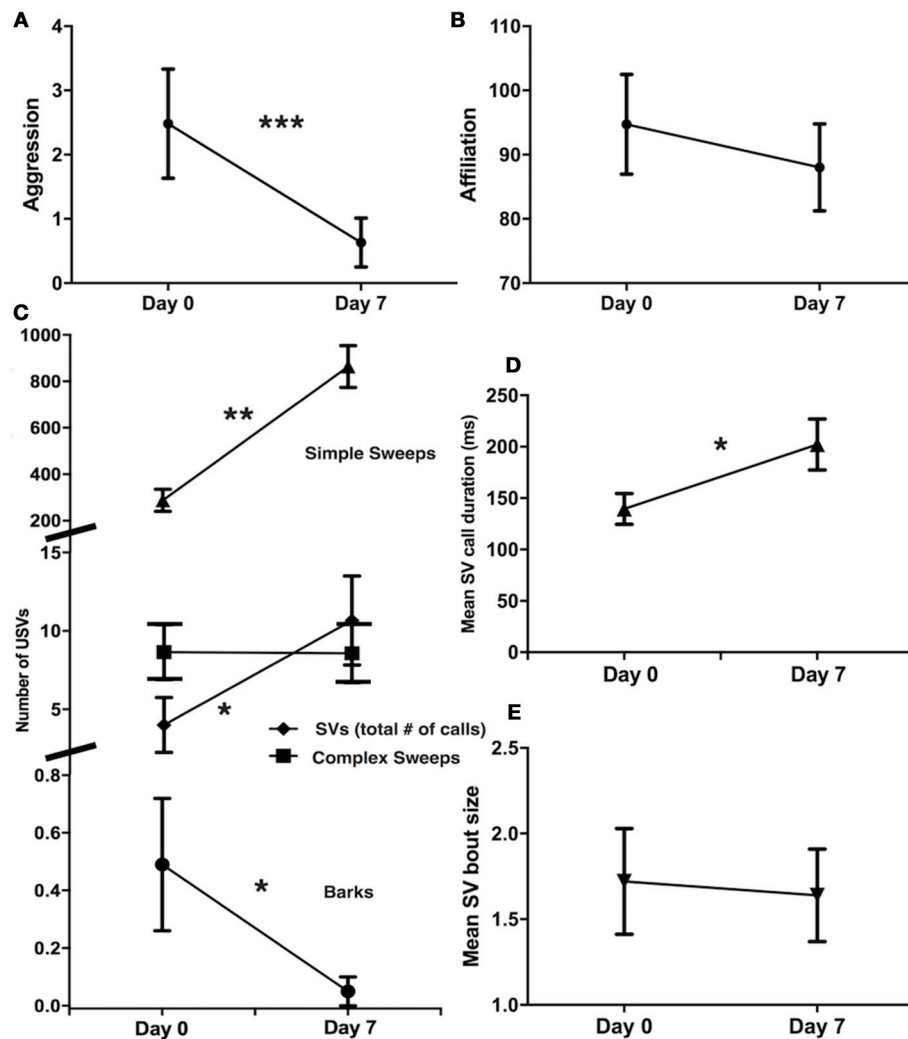 A
Aggression
4
3
2
1
0
***
Day 0 Day 7
B
Affiliation
110
100
90
80
70
Day 0 Day 7
C
Number of USVs
1000
800
600
400
200
15
10
5
0.8
0.6
0.4
0.2
0.0
**
Simple Sweeps
*
SVs (total # of calls)
Complex Sweeps
*
Barks
Day 0 Day 7
D
Mean SV call duration (ms)
250
200
150
100
50
0
*
Day 0 Day 7
E
Mean SV bout size
2.5
2.0
1.5
1.0
Day 0 Day 7